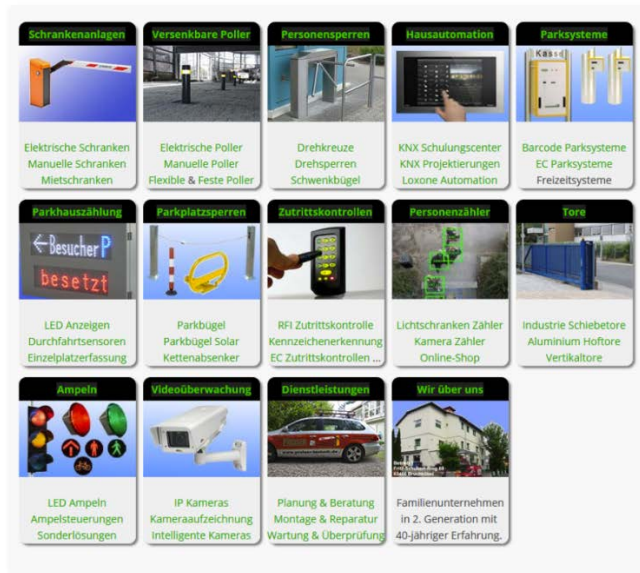 Schrankenanlagen
Elektrische Schranken
Manuelle Schranken
Mietschranken
Versenkbare Poller
Elektrische Poller
Manuelle Poller
Flexible & Feste Poller
Personensperren
Drehkreuze
Drehsperren
Schwenkbügel
Hausautomation
KNX Schulungscenter
KNX Projektierungen
Loxone Automation
Parksysteme
Kasse
Barcode Parksysteme
EC Parksysteme
Freizeitsysteme
Parkhauszählung
← Besucher P
besetzt
LED Anzeigen
Durchfahrtsensoren
Einzelplatzerfassung
Parkplatzsperren
Parkbügel
Parkbügel Solar
Kettenabsenker
Zutrittskontrollen
RFI Zutrittskontrolle
Kennzeichenerkennung
EC Zutrittskontrollen ...
Personenzähler
Lichtschranken Zähler
Kamera Zähler
Online-Shop
Tore
Industrie Schiebetore
Aluminium Hoftore
Vertikaltore
Ampeln
LED Ampeln
Ampelsteuerungen
Sonderlösungen
Videoüberwachung
IP Kameras
Kameraaufzeichnung
Intelligente Kameras
Dienstleistungen
Planung & Beratung
Montage & Reparatur
Wartung & Überprüfung
Wir über uns
Familienunternehmen
in 2. Generation mit
40-jähriger Erfahrung.